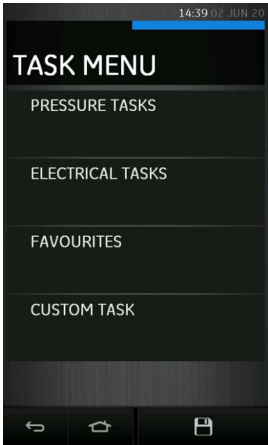 14:39 02 JUN 20
TASK MENU
PRESSURE TASKS
ELECTRICAL TASKS
FAVOURITES
CUSTOM TASK